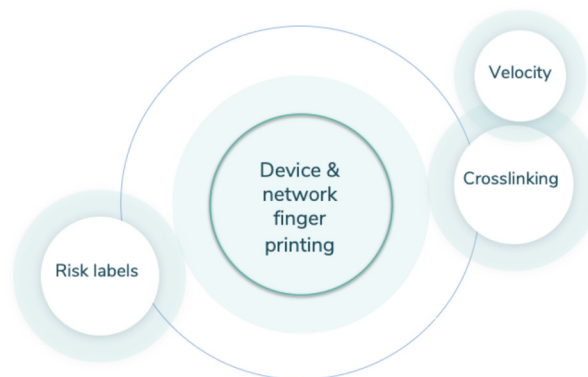 Velocity
Device &
network
finger
printing
Crosslinking
Risk labels